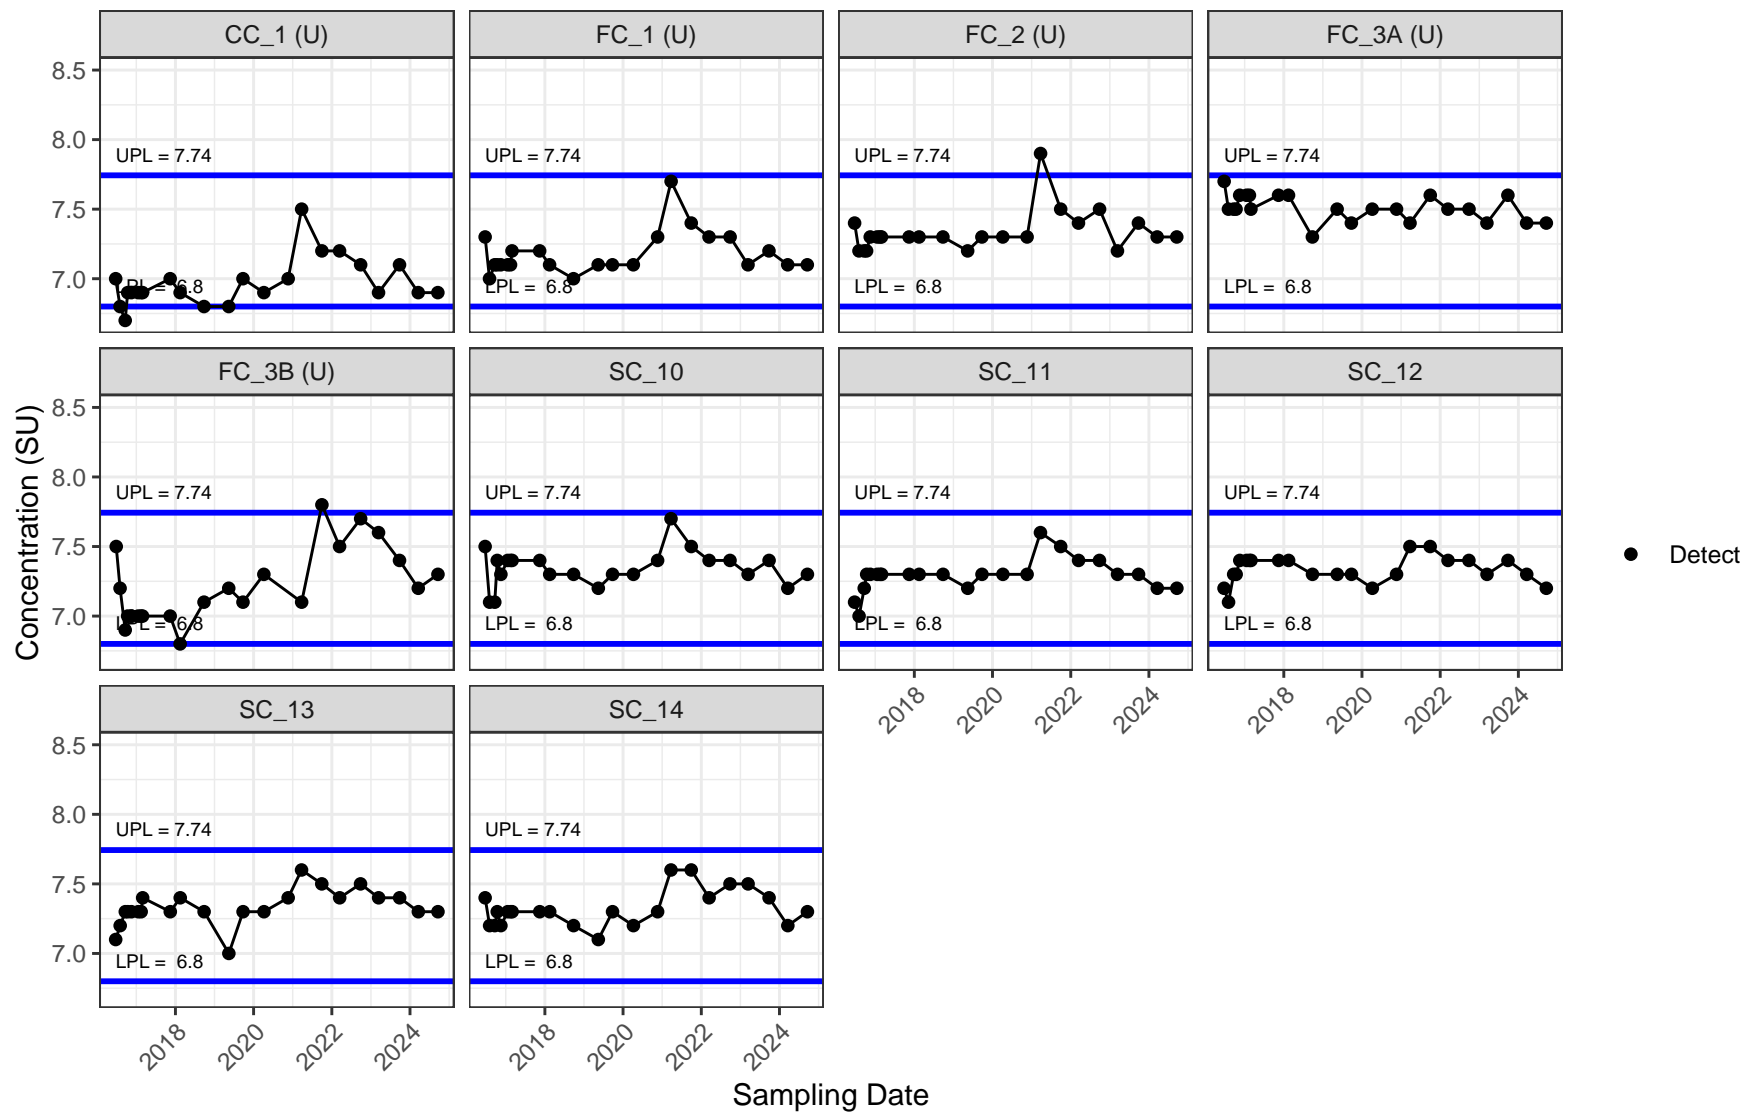 CC_1 (U)
FC_1 (U)
FC_2 (U)
FC_3A (U)
8.5
8.0
7.5
7.0
UPL = 7.74
LPL =  6.8
UPL = 7.74
LPL =  6.8
UPL = 7.74
LPL =  6.8
UPL = 7.74
LPL =  6.8
FC_3B (U)
SC_10
SC_11
SC_12
8.5
8.0
7.5
7.0
UPL = 7.74
LPL =  6.8
UPL = 7.74
LPL =  6.8
UPL = 7.74
LPL =  6.8
UPL = 7.74
LPL =  6.8
2018
2020
2022
2024
2018
2020
2022
2024
SC_13
SC_14
8.5
8.0
7.5
7.0
UPL = 7.74
LPL =  6.8
UPL = 7.74
LPL =  6.8
2018
2020
2022
2024
2018
2020
2022
2024
Concentration (SU)
Sampling Date
Detect